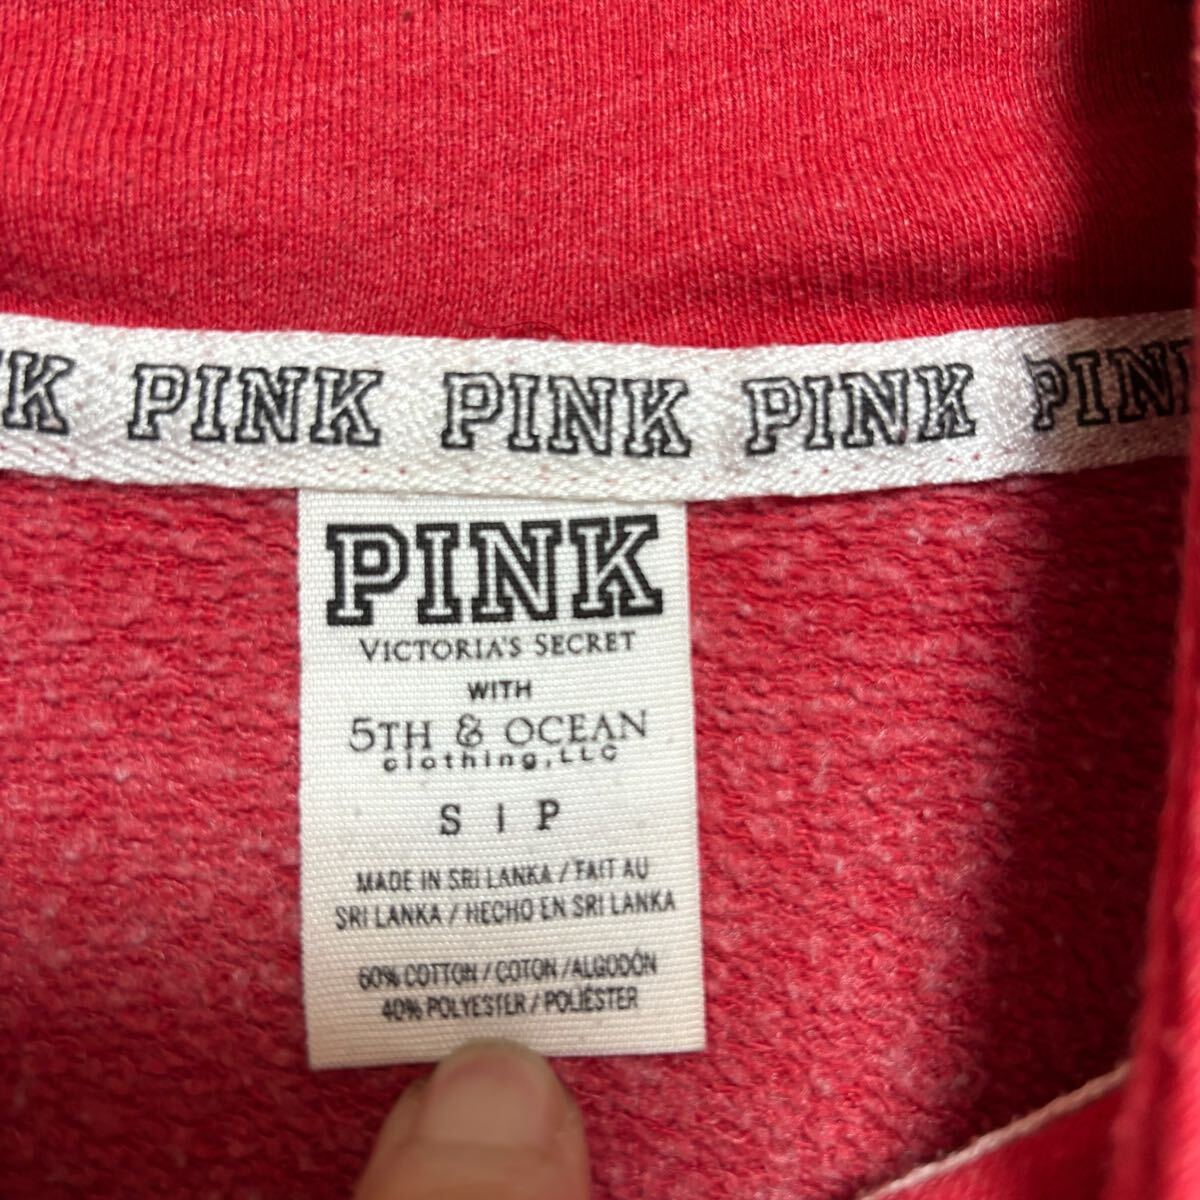 K PINK PINK PINK PIN
PINK
VICTORIA'S SECRET
WITH
5TH & OCEAN
clothing, LLC
S | P
MADE IN SRI LANKA / FAIT AU
SRI LANKA / HECHO EN SRI LANKA
60% COTTON / COTON / ALGODÓN
40% POLYESTER / POLIÉSTER